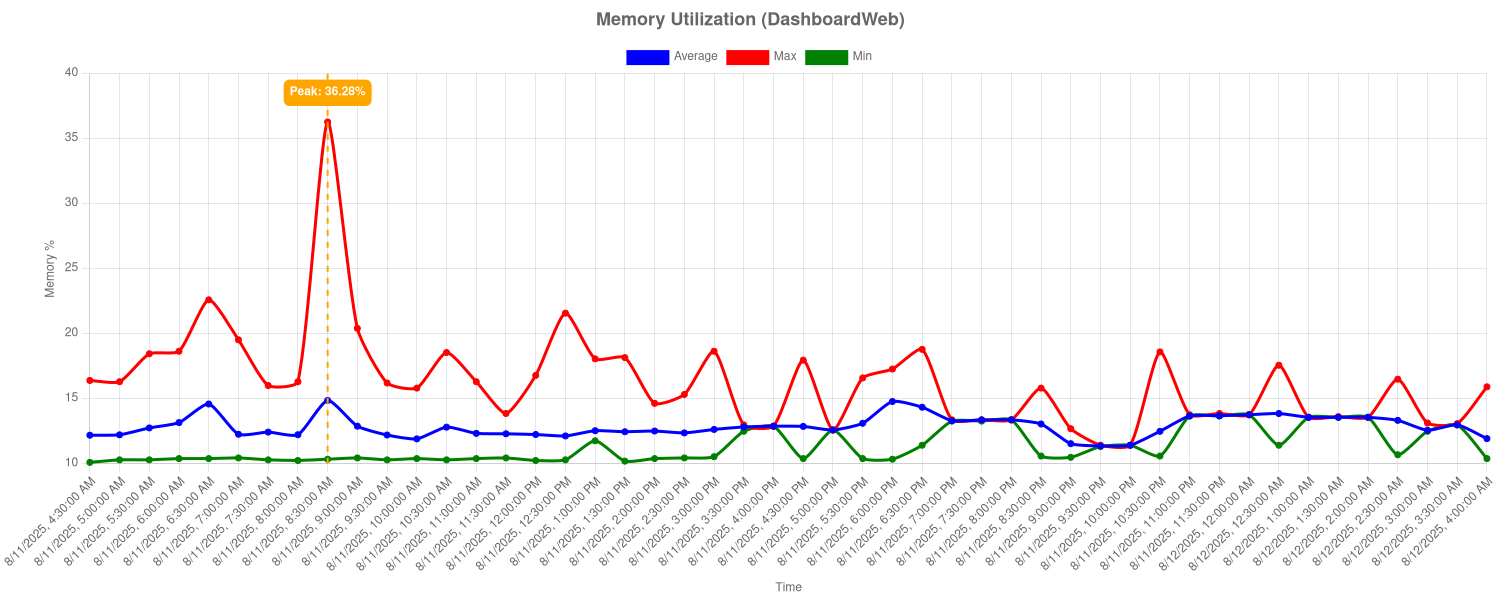 Memory Utilization (DashboardWeb)
Average Max Min
40
Peak: 36.28%
35
30
25
20
15
10
Memory %
8/11/2025, 4:30:00 AM
8/11/2025, 5:00:00 AM
8/11/2025, 5:30:00 AM
8/11/2025, 6:00:00 AM
8/11/2025, 6:30:00 AM
8/11/2025, 7:00:00 AM
8/11/2025, 7:30:00 AM
8/11/2025, 8:00:00 AM
8/11/2025, 8:30:00 AM
8/11/2025, 9:00:00 AM
8/11/2025, 9:30:00 AM
8/11/2025, 10:00:00 AM
8/11/2025, 10:30:00 AM
8/11/2025, 11:00:00 AM
8/11/2025, 11:30:00 AM
8/11/2025, 12:00:00 PM
8/11/2025, 12:30:00 PM
8/11/2025, 1:00:00 PM
8/11/2025, 1:30:00 PM
8/11/2025, 2:00:00 PM
8/11/2025, 2:30:00 PM
8/11/2025, 3:00:00 PM
8/11/2025, 3:30:00 PM
8/11/2025, 4:00:00 PM
8/11/2025, 4:30:00 PM
8/11/2025, 5:00:00 PM
8/11/2025, 5:30:00 PM
8/11/2025, 6:00:00 PM
8/11/2025, 6:30:00 PM
8/11/2025, 7:00:00 PM
8/11/2025, 7:30:00 PM
8/11/2025, 8:00:00 PM
8/11/2025, 8:30:00 PM
8/11/2025, 9:00:00 PM
8/11/2025, 9:30:00 PM
8/11/2025, 10:00:00 PM
8/11/2025, 10:30:00 PM
8/11/2025, 11:00:00 PM
8/11/2025, 11:30:00 PM
8/12/2025, 12:00:00 AM
8/12/2025, 12:30:00 AM
8/12/2025, 1:00:00 AM
8/12/2025, 1:30:00 AM
8/12/2025, 2:00:00 AM
8/12/2025, 2:30:00 AM
8/12/2025, 3:00:00 AM
8/12/2025, 3:30:00 AM
8/12/2025, 4:00:00 AM
Time